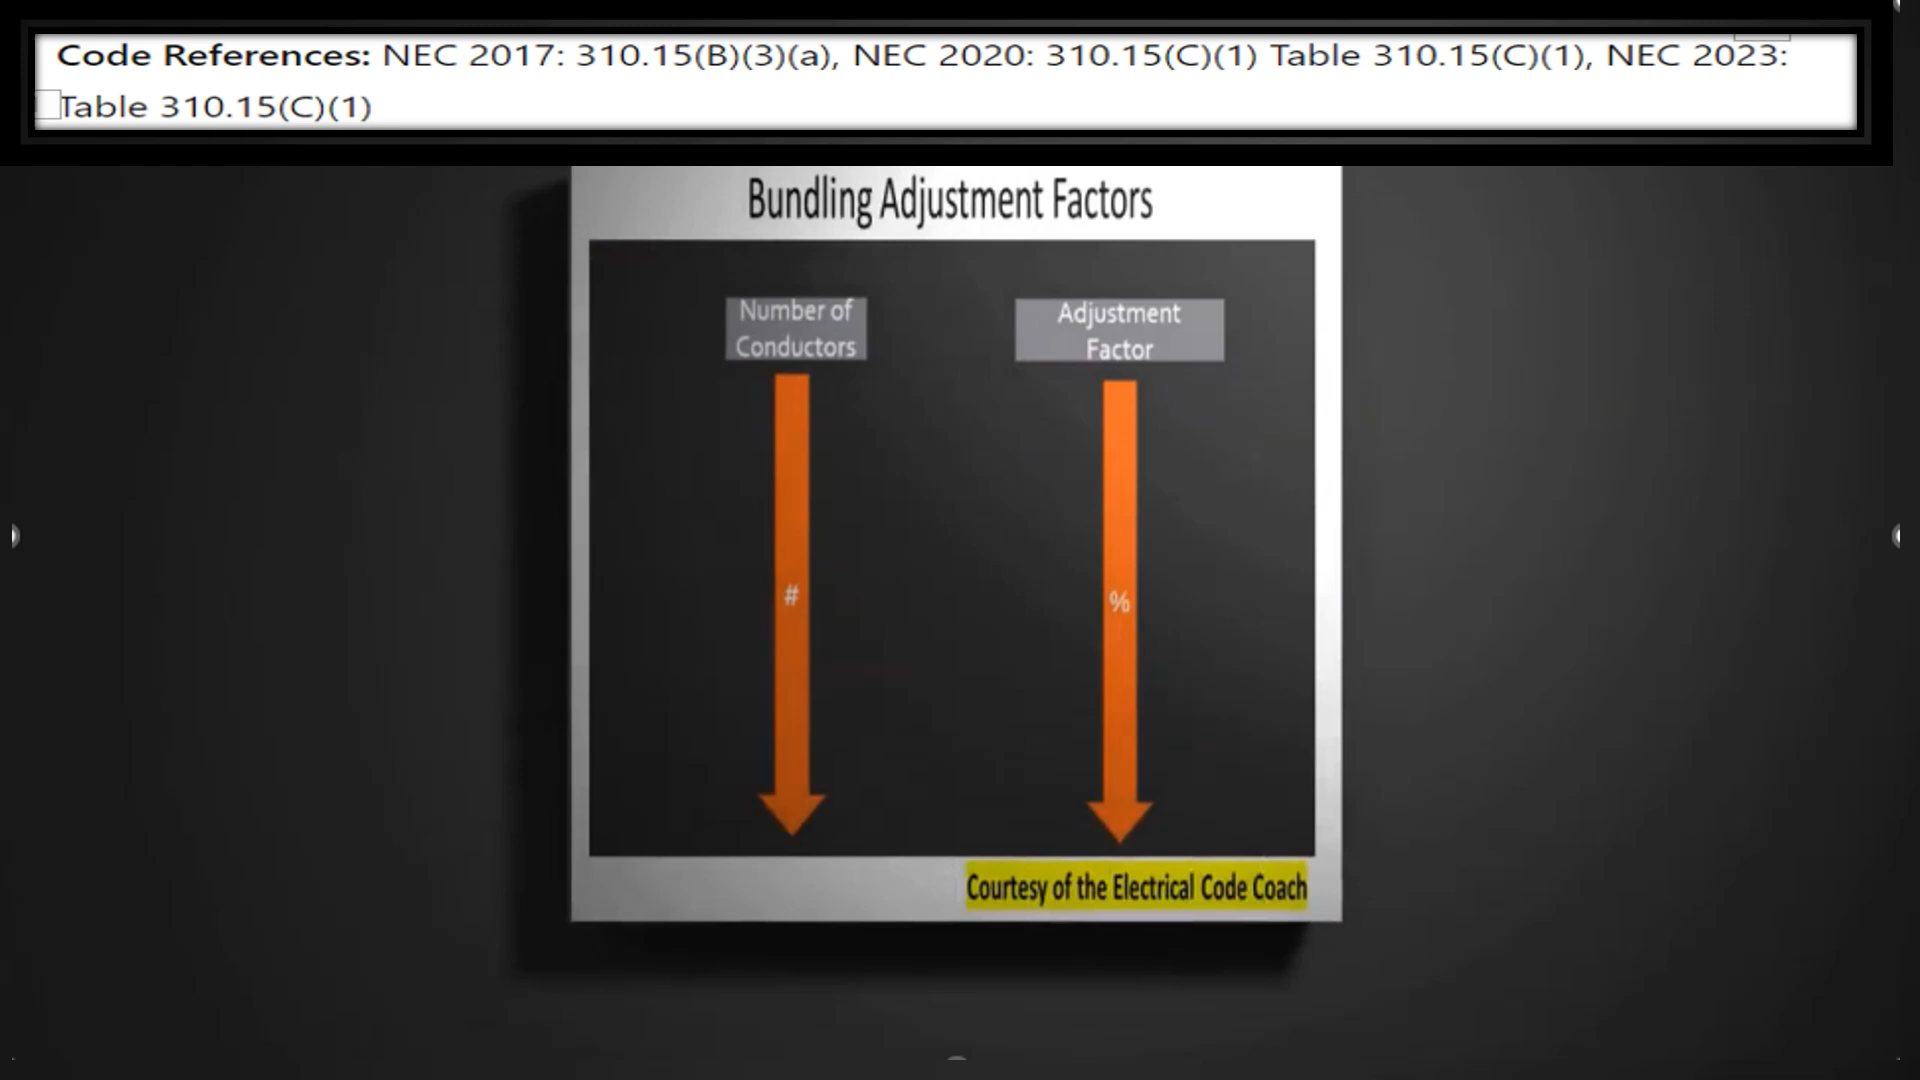 Code References: NEC 2017: 310.15(B)(3)(a), NEC 2020: 310.15(C)(1) Table 310.15(C)(1), NEC 2023:
Table 310.15(C)(1)
Bundling Adjustment Factors
Number of
Conductors
Adjustment
Factor
#
%
Courtesy of the Electrical Code Coach